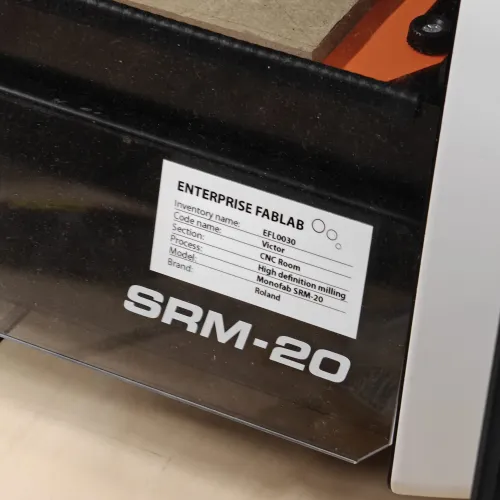 ENTERPRISE FABLAB
Inventory name: EFL0030
Code name: Victor
Section: CNC Room
Process: High definition milling
Model: Monofab SRM-20
Brand: Roland
SRM-20